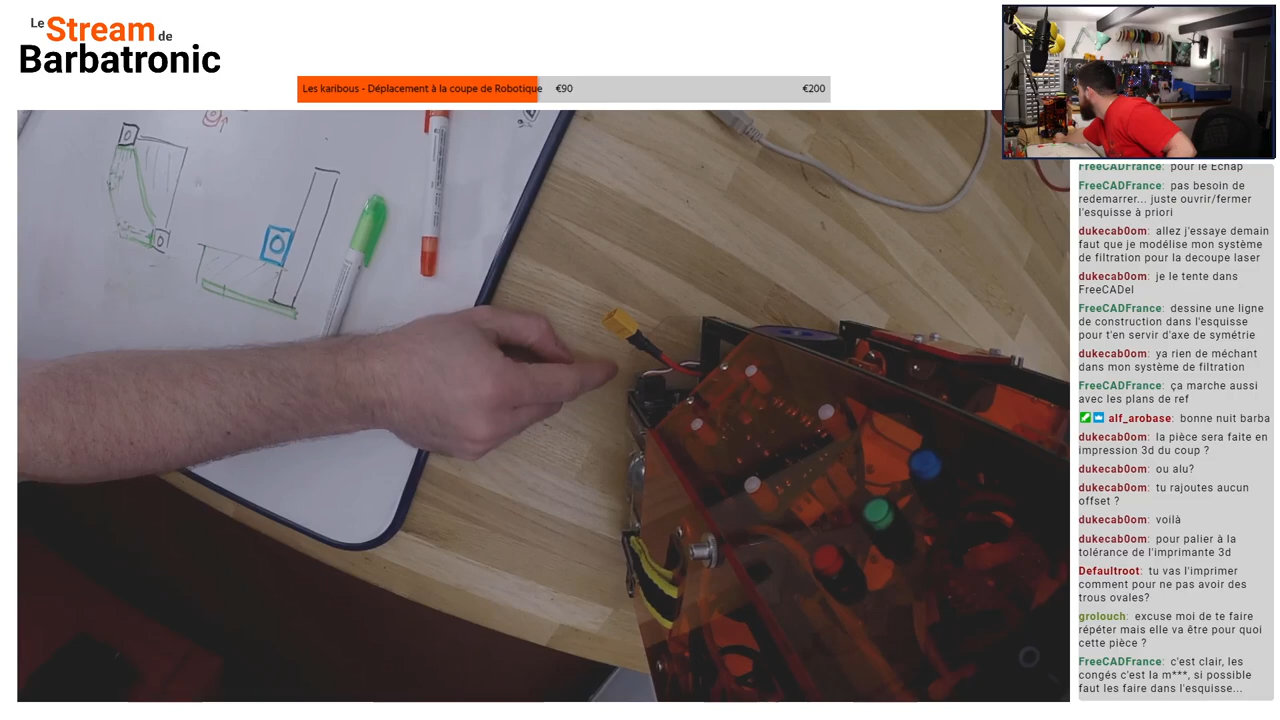 Le Stream de
Barbatronic
Les karibous - Déplacement à la coupe de Robotique €90 €200
FreeCADFrance: pour le Echap
FreeCADFrance: pas besoin de
redemarrer... juste ouvrir/fermer
l'esquisse à priori
dukecab0om: allez j'essaye demain
faut que je modélise mon système
de filtration pour la decoupe laser
dukecab0om: je le tente dans
FreeCADel
FreeCADFrance: dessine une ligne
de construction dans l'esquisse
pour t'en servir d'axe de symétrie
dukecab0om: ya rien de méchant
dans mon système de filtration
FreeCADFrance: ça marche aussi
avec les plans de ref
alf_arobase: bonne nuit barba
dukecab0om: la pièce sera faite en
impression 3d du coup ?
dukecab0om: ou alu?
dukecab0om: tu rajoutes aucun
offset ?
dukecab0om: voilà
dukecab0om: pour palier à la
tolérance de l'imprimante 3d
Defaultroot: tu vas l'imprimer
comment pour ne pas avoir des
trous ovales?
grolouch: excuse moi de te faire
répéter mais elle va être pour quoi
cette pièce ?
FreeCADFrance: c'est clair, les
congés c'est la m***, si possible
faut les faire dans l'esquisse...